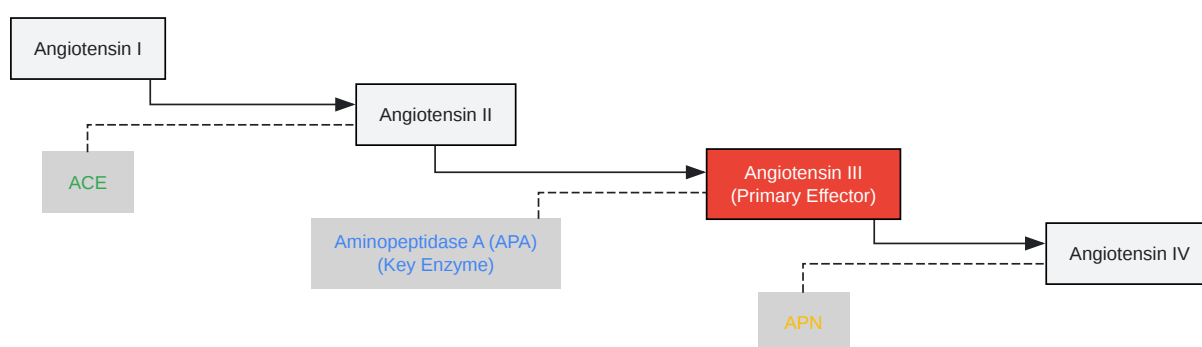 Angiotensin I
Angiotensin II
ACE
Angiotensin III
(Primary Effector)
Aminopeptidase A (APA)
(Key Enzyme)
Angiotensin IV
APN